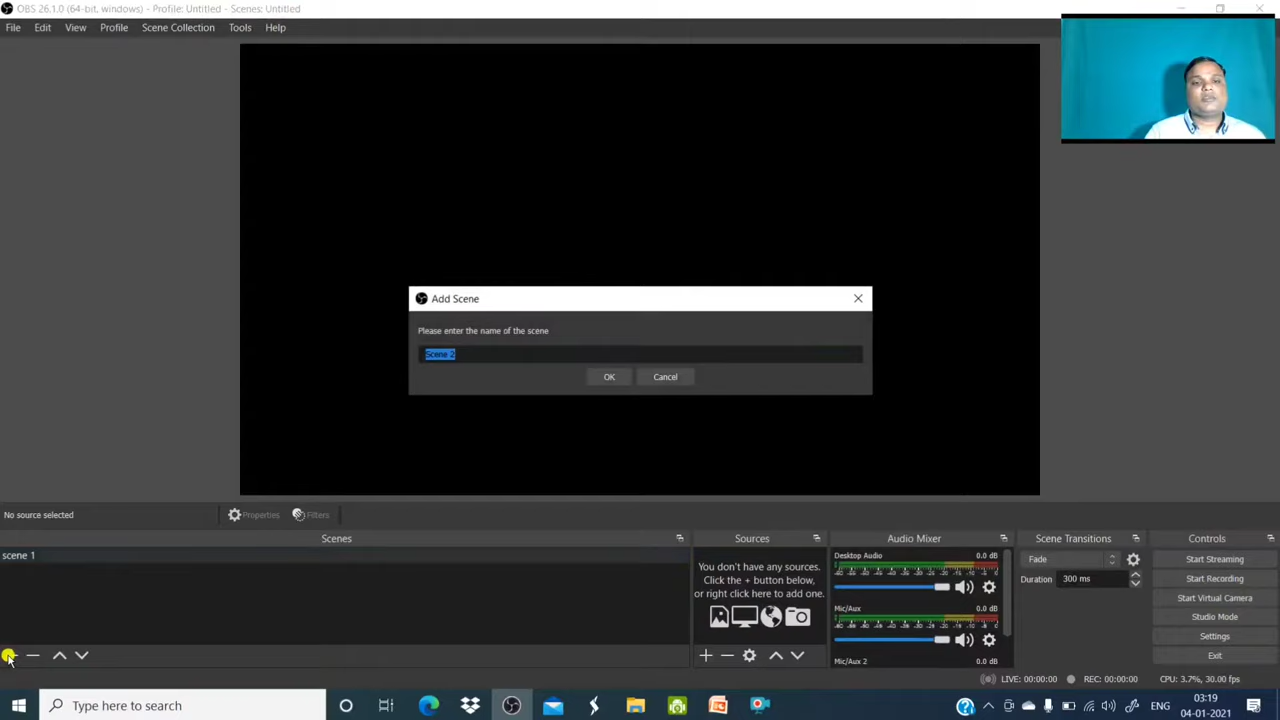 OBS 26.1.0 (64-bit, windows) - Profile: Untitled - Scenes: Untitled
File Edit View Profile Scene Collection Tools Help
Add Scene
Please enter the name of the scene
Scene 2
OK Cancel
No source selected Properties Filters
Scenes Sources Audio Mixer Scene Transitions Controls
scene 1
You don't have any sources.
Click the + button below,
or right click here to add one.
Desktop Audio 0.0 dB
Mic/Aux 0.0 dB
Mic/Aux 2
Fade
Duration 300 ms
Start Streaming
Start Recording
Start Virtual Camera
Studio Mode
Settings
Exit
LIVE: 00:00:00 REC: 00:00:00 CPU: 3.7%, 30.00 fps
Type here to search
ENG
03:19
04-01-2021